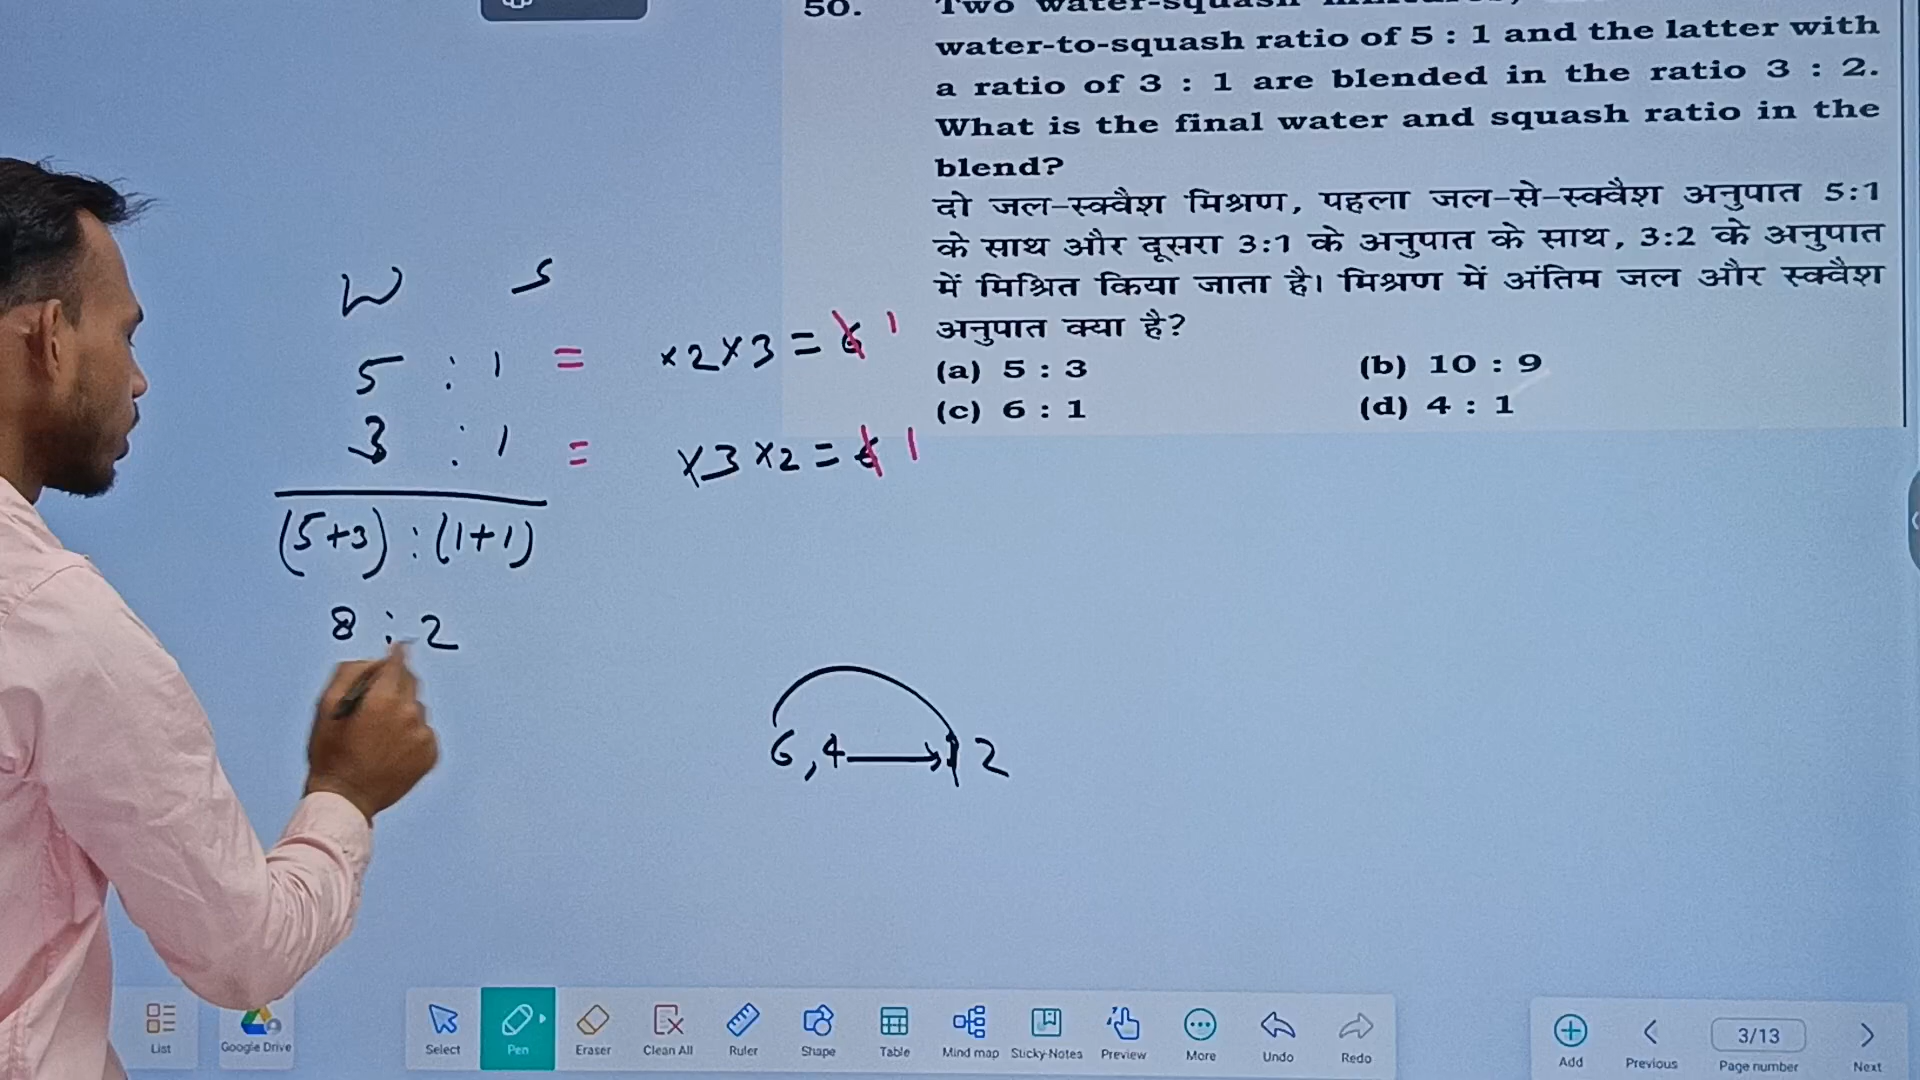 50. Two water-squash
water-to-squash ratio of 5 : 1 and the latter with
a ratio of 3 : 1 are blended in the ratio 3 : 2.
What is the final water and squash ratio in the
blend?
दो जल-स्क्वैश मिश्रण, पहला जल-से-स्क्वैश अनुपात 5:1
के साथ और दूसरा 3:1 के अनुपात के साथ, 3:2 के अनुपात
में मिश्रित किया जाता है। मिश्रण में अंतिम जल और स्क्वैश
अनुपात क्या है?
(a) 5 : 3 (b) 10 : 9
(c) 6 : 1 (d) 4 : 1
W S
5 : 1 = ×2×3 = 6 1
3 : 1 = ×3×2 = 6 1
(5+3) : (1+1)
8 : 2
6,4 12
List Google Drive Select Pen Eraser Clean All Ruler Shape Table Mind map Sticky-Notes Preview More Undo Redo Add Previous 3/13 Page number Next